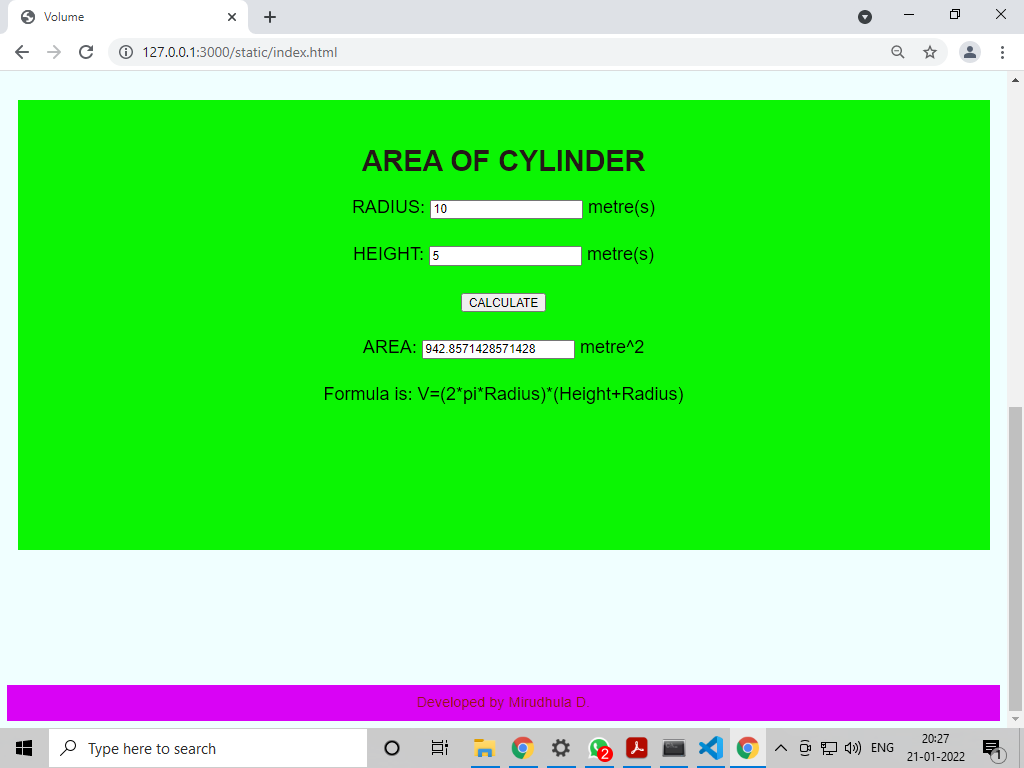 Volume
127.0.0.1:3000/static/index.html
AREA OF CYLINDER
RADIUS: 10 metre(s)
HEIGHT: 5 metre(s)
CALCULATE
AREA: 942.8571428571428 metre^2
Formula is: V=(2*pi*Radius)*(Height+Radius)
Developed by Mirudhula D.
Type here to search
2
ENG
20:27
21-01-2022
1